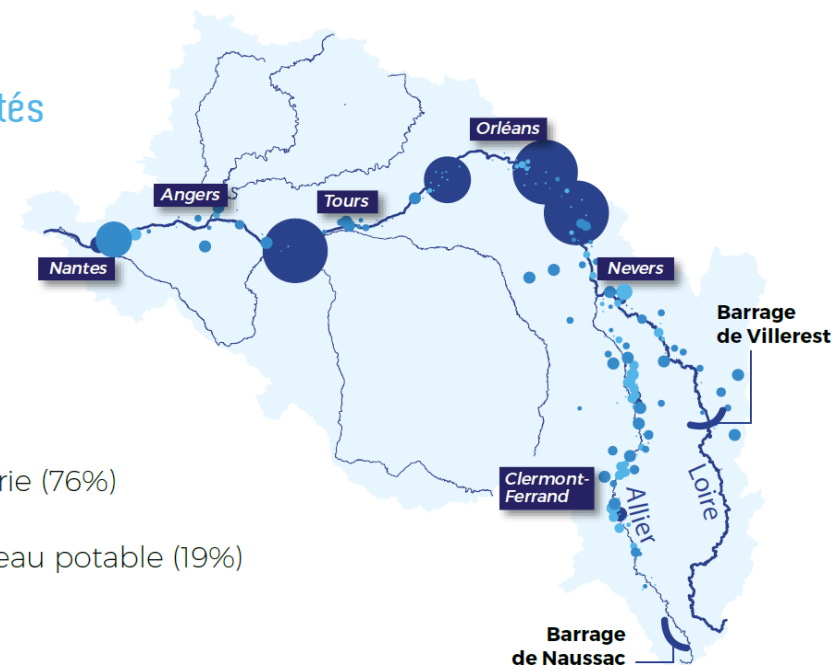 tés
Orléans
Angers
Tours
Nantes
Nevers
Barrage
de Villerest
rie (76%)
Clermont-
Ferrand
Allier
Loire
eau potable (19%)
Barrage
de Naussac